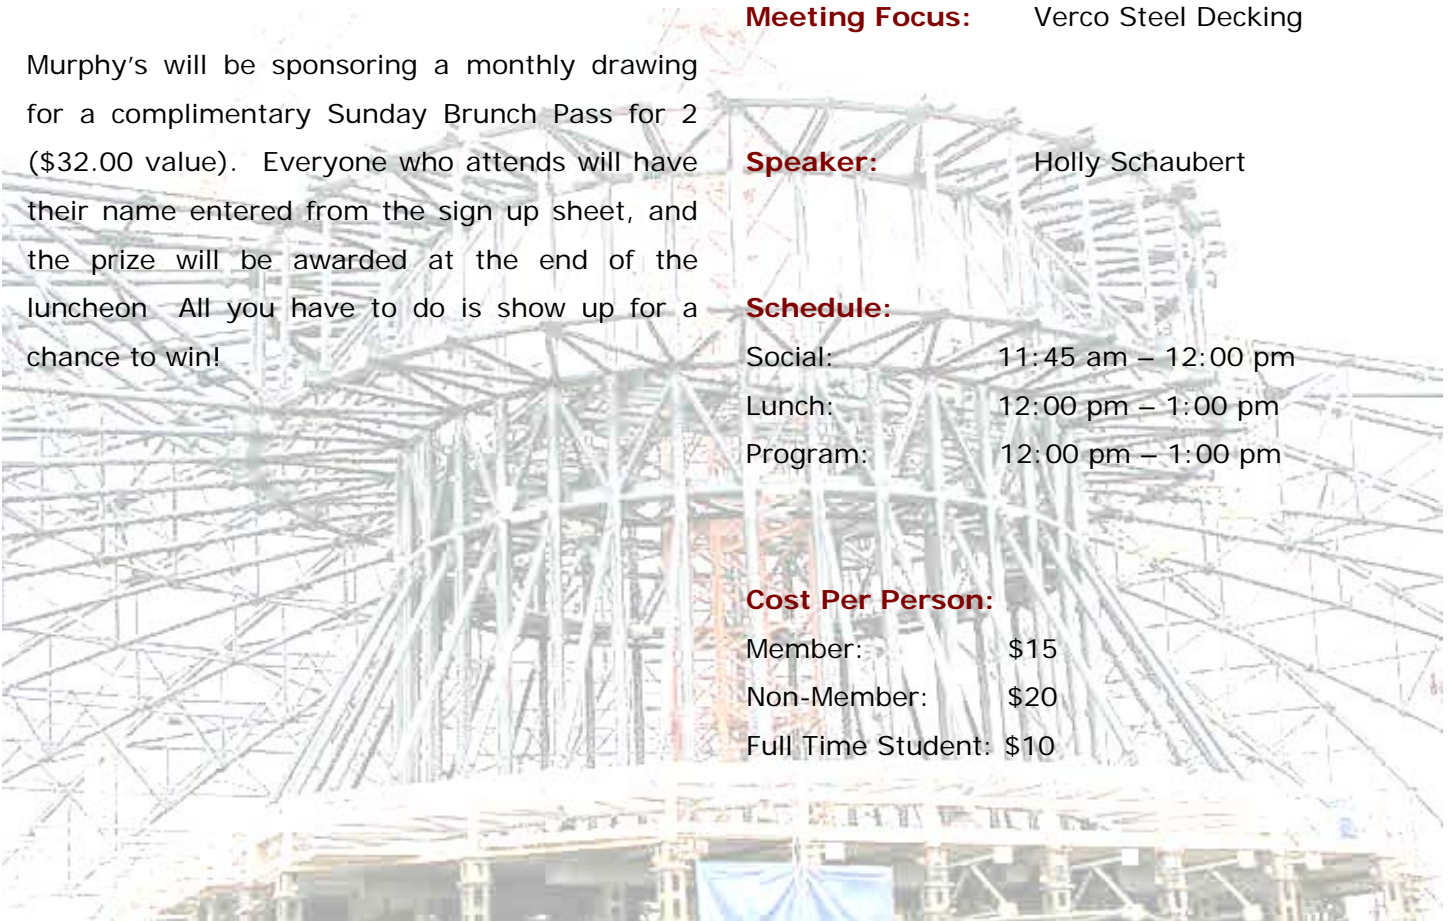 Murphy's will be sponsoring a monthly drawing
for a complimentary Sunday Brunch Pass for 2
($32.00 value).  Everyone who attends will have
their name entered from the sign up sheet, and
the prize will be awarded at the end of the
luncheon  All you have to do is show up for a
chance to win!
Meeting Focus: Verco Steel Decking
Speaker: Holly Schaubert
Schedule:
Social: 11:45 am – 12:00 pm
Lunch: 12:00 pm – 1:00 pm
Program: 12:00 pm – 1:00 pm
Cost Per Person:
Member: $15
Non-Member: $20
Full Time Student: $10